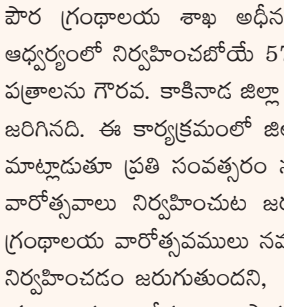 పౌర గ్రంథాలయ శాఖ అధీన
ఆధ్వర్యంలో నిర్వహించబోయే 57
పత్రాలను గౌరవ. కాకినాడ జిల్లా
జరిగినది. ఈ కార్యక్రమంలో జిల
మాట్లాడుతూ ప్రతి సంవత్సరం
వారోత్సవాలు నిర్వహించుట జర
గ్రంథాలయ వారోత్సవములు నవ
నిర్వహించడం జరుగుతుందని,